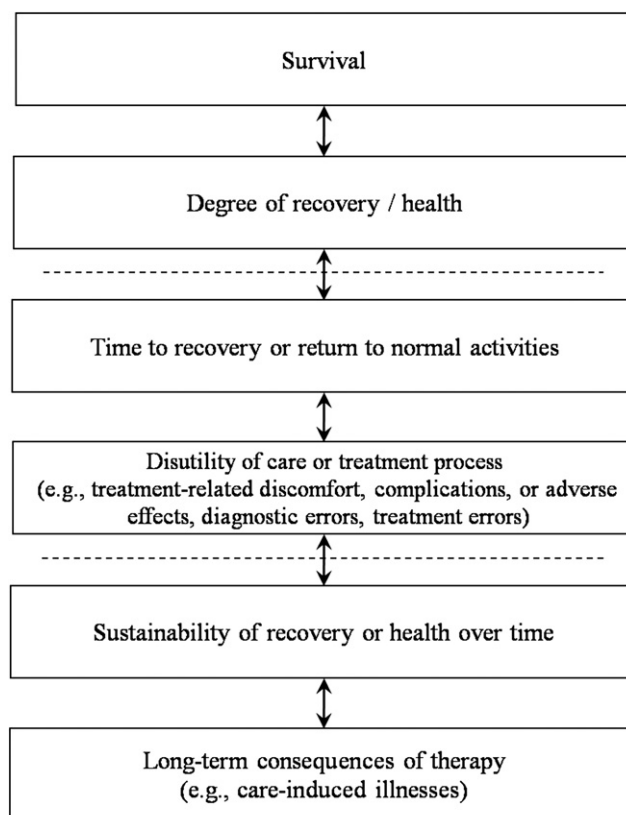 Survival
Degree of recovery / health
Time to recovery or return to normal activities
Disutility of care or treatment process
(e.g., treatment-related discomfort, complications, or adverse
effects, diagnostic errors, treatment errors)
Sustainability of recovery or health over time
Long-term consequences of therapy
(e.g., care-induced illnesses)